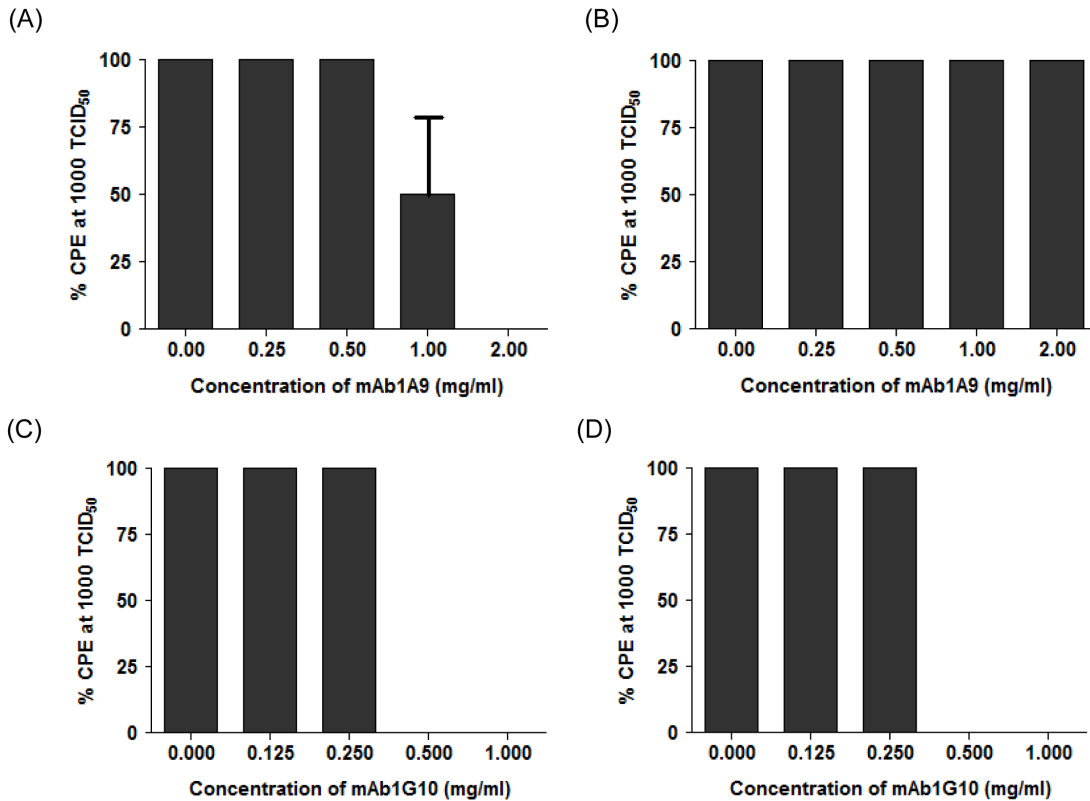 (A)
% CPE at 1000 TCID50
100
75
50
25
0
0.00 0.25 0.50 1.00 2.00
Concentration of mAb1A9 (mg/ml)
(B)
% CPE at 1000 TCID50
100
75
50
25
0
0.00 0.25 0.50 1.00 2.00
Concentration of mAb1A9 (mg/ml)
(C)
% CPE at 1000 TCID50
100
75
50
25
0
0.000 0.125 0.250 0.500 1.000
Concentration of mAb1G10 (mg/ml)
(D)
% CPE at 1000 TCID50
100
75
50
25
0
0.000 0.125 0.250 0.500 1.000
Concentration of mAb1G10 (mg/ml)